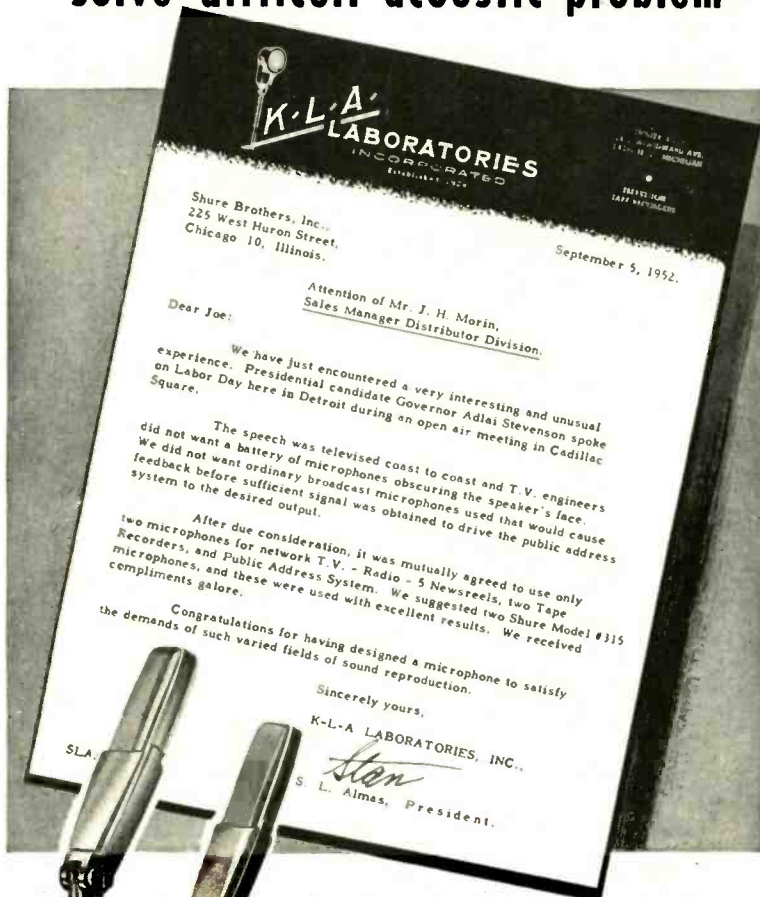 solve difficult acoustic problem
K·L·A·
LABORATORIES
INCORPORATED
Shure Brothers, Inc.,
225 West Huron Street,
Chicago 10, Illinois.
September 5, 1952.
Attention of Mr. J. H. Morin,
Sales Manager Distributor Division.
Dear Joe:
We have just encountered a very interesting and unusual
experience. Presidential candidate Governor Adlai Stevenson spoke
on Labor Day here in Detroit during an open air meeting in Cadillac
Square.
The speech was televised coast to coast and T.V. engineers
did not want a battery of microphones obscuring the speaker's face.
We did not want ordinary broadcast microphones used that would cause
feedback before sufficient signal was obtained to drive the public address
system to the desired output.
After due consideration, it was mutually agreed to use only
two microphones for network T.V. - Radio - 5 Newsreels, two Tape
Recorders, and Public Address System. We suggested two Shure Model #315
microphones, and these were used with excellent results. We received
compliments galore.
Congratulations for having designed a microphone to satisfy
the demands of such varied fields of sound reproduction.
Sincerely yours,
K-L-A LABORATORIES, INC.,
Stan
S. L. Almas, President.
SLA.